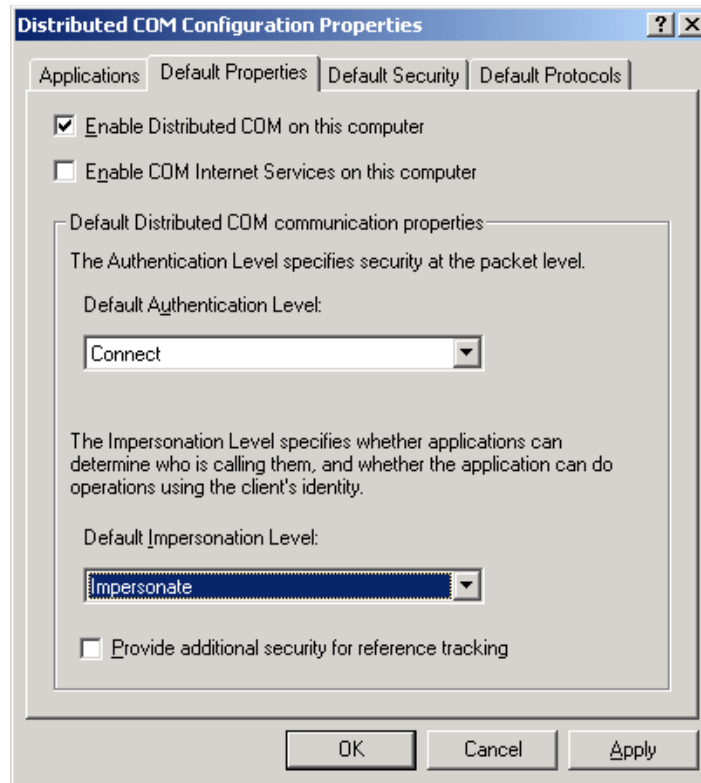 Distributed COM Configuration Properties
Applications Default Properties Default Security Default Protocols
Enable Distributed COM on this computer
Enable COM Internet Services on this computer
Default Distributed COM communication properties
The Authentication Level specifies security at the packet level.
Default Authentication Level:
Connect
The Impersonation Level specifies whether applications can
determine who is calling them, and whether the application can do
operations using the client's identity.
Default Impersonation Level:
Impersonate
Provide additional security for reference tracking
OK Cancel Apply